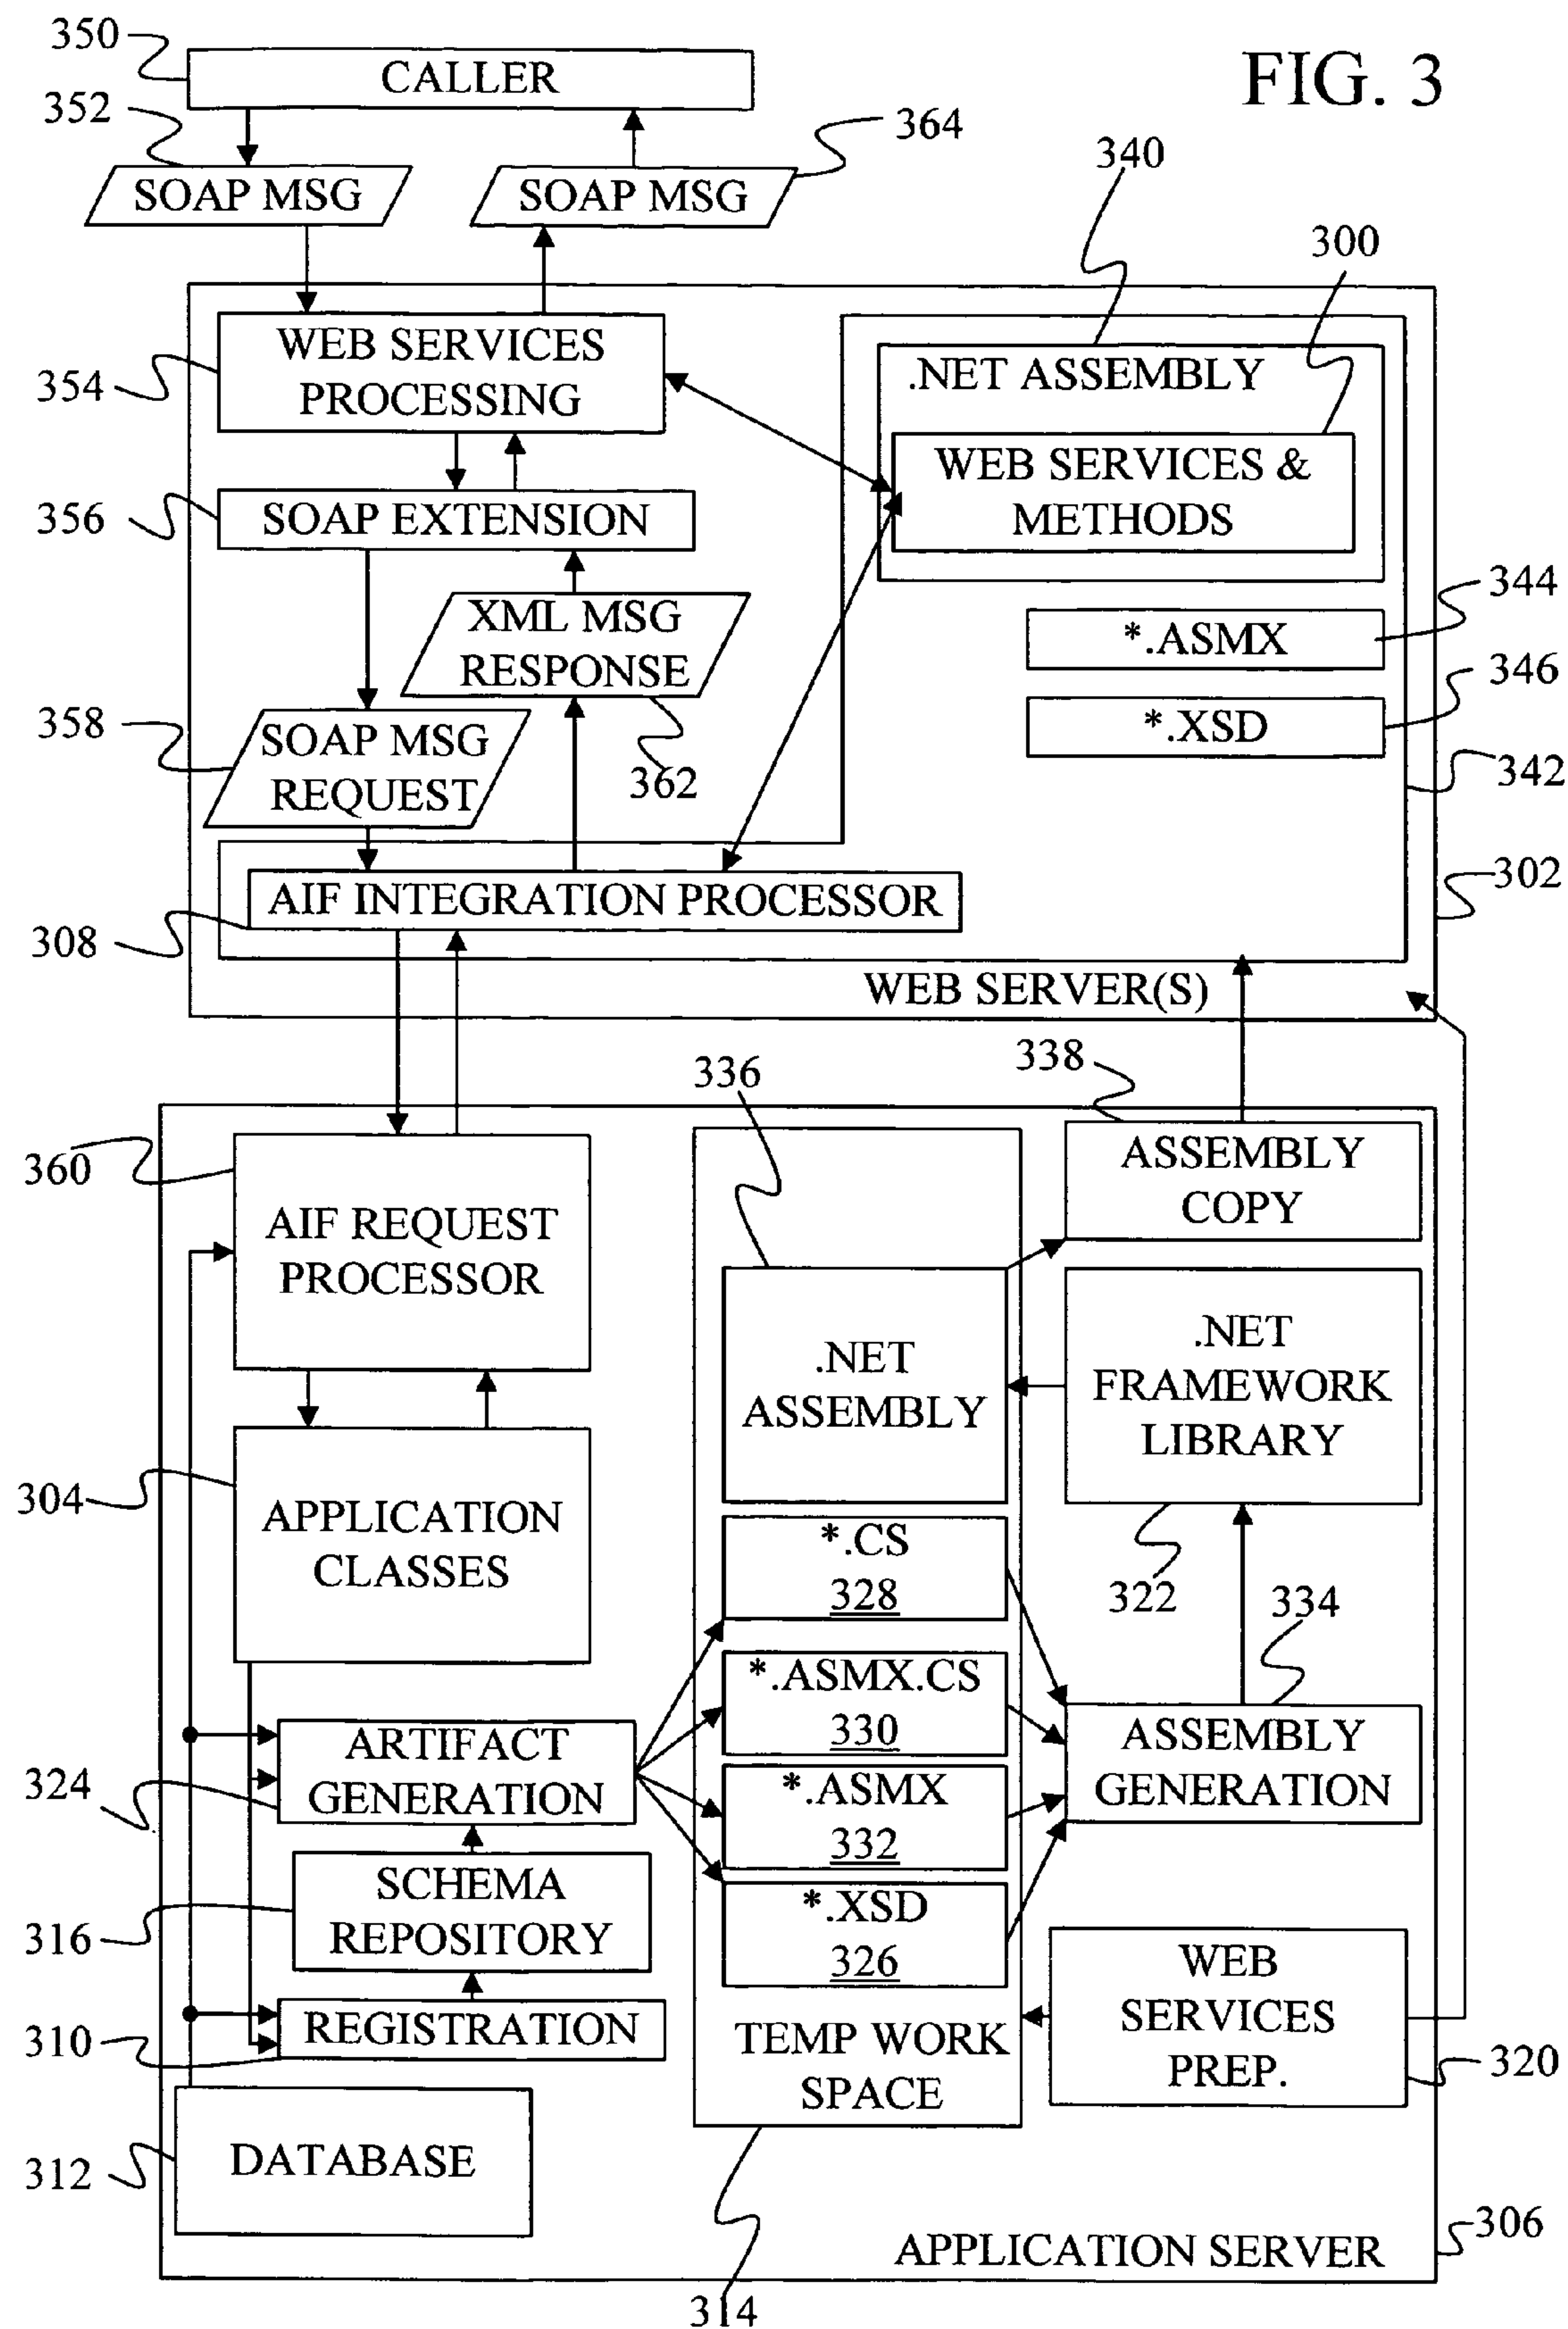 FIG. 3
350
CALLER
352
364
SOAP MSG
SOAP MSG
340
300
WEB SERVICES
PROCESSING
354
.NET ASSEMBLY
WEB SERVICES &
METHODS
356
SOAP EXTENSION
344
XML MSG
RESPONSE
*.ASMX
346
358
*.XSD
SOAP MSG
REQUEST
362
342
302
AIF INTEGRATION PROCESSOR
308
WEB SERVER(S)
336
338
360
ASSEMBLY
COPY
AIF REQUEST
PROCESSOR
.NET
ASSEMBLY
.NET
FRAMEWORK
LIBRARY
304
APPLICATION
CLASSES
*.CS
328
322
334
*.ASMX.CS
330
ARTIFACT
GENERATION
ASSEMBLY
GENERATION
324
*.ASMX
332
SCHEMA
REPOSITORY
316
*.XSD
326
WEB
SERVICES
PREP.
REGISTRATION
310
TEMP WORK
SPACE
320
DATABASE
312
306
APPLICATION SERVER
314